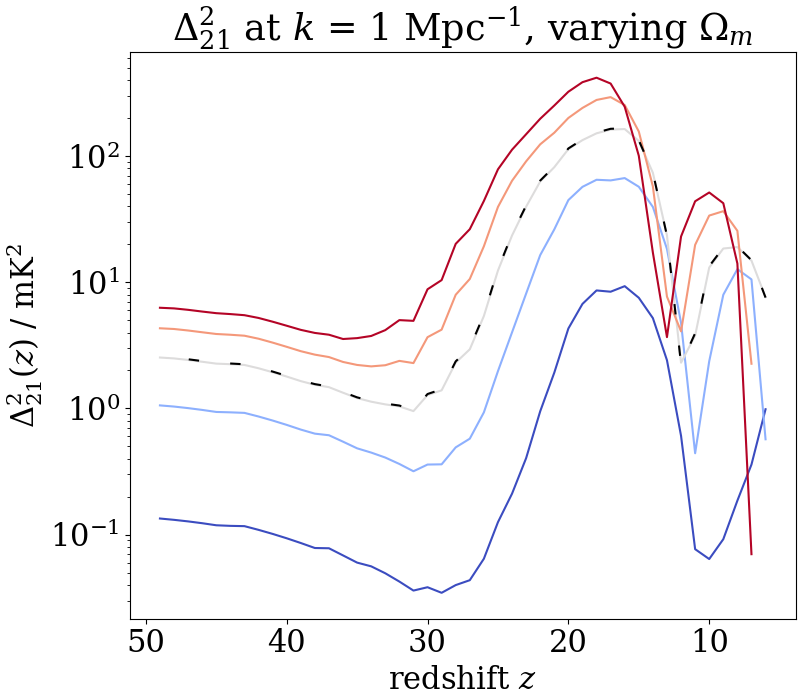 Δ²₂₁ at k = 1 Mpc⁻¹, varying Ωₘ
Δ²₂₁(z) / mK²
10²
10¹
10⁰
10⁻¹
50 40 30 20 10
redshift z